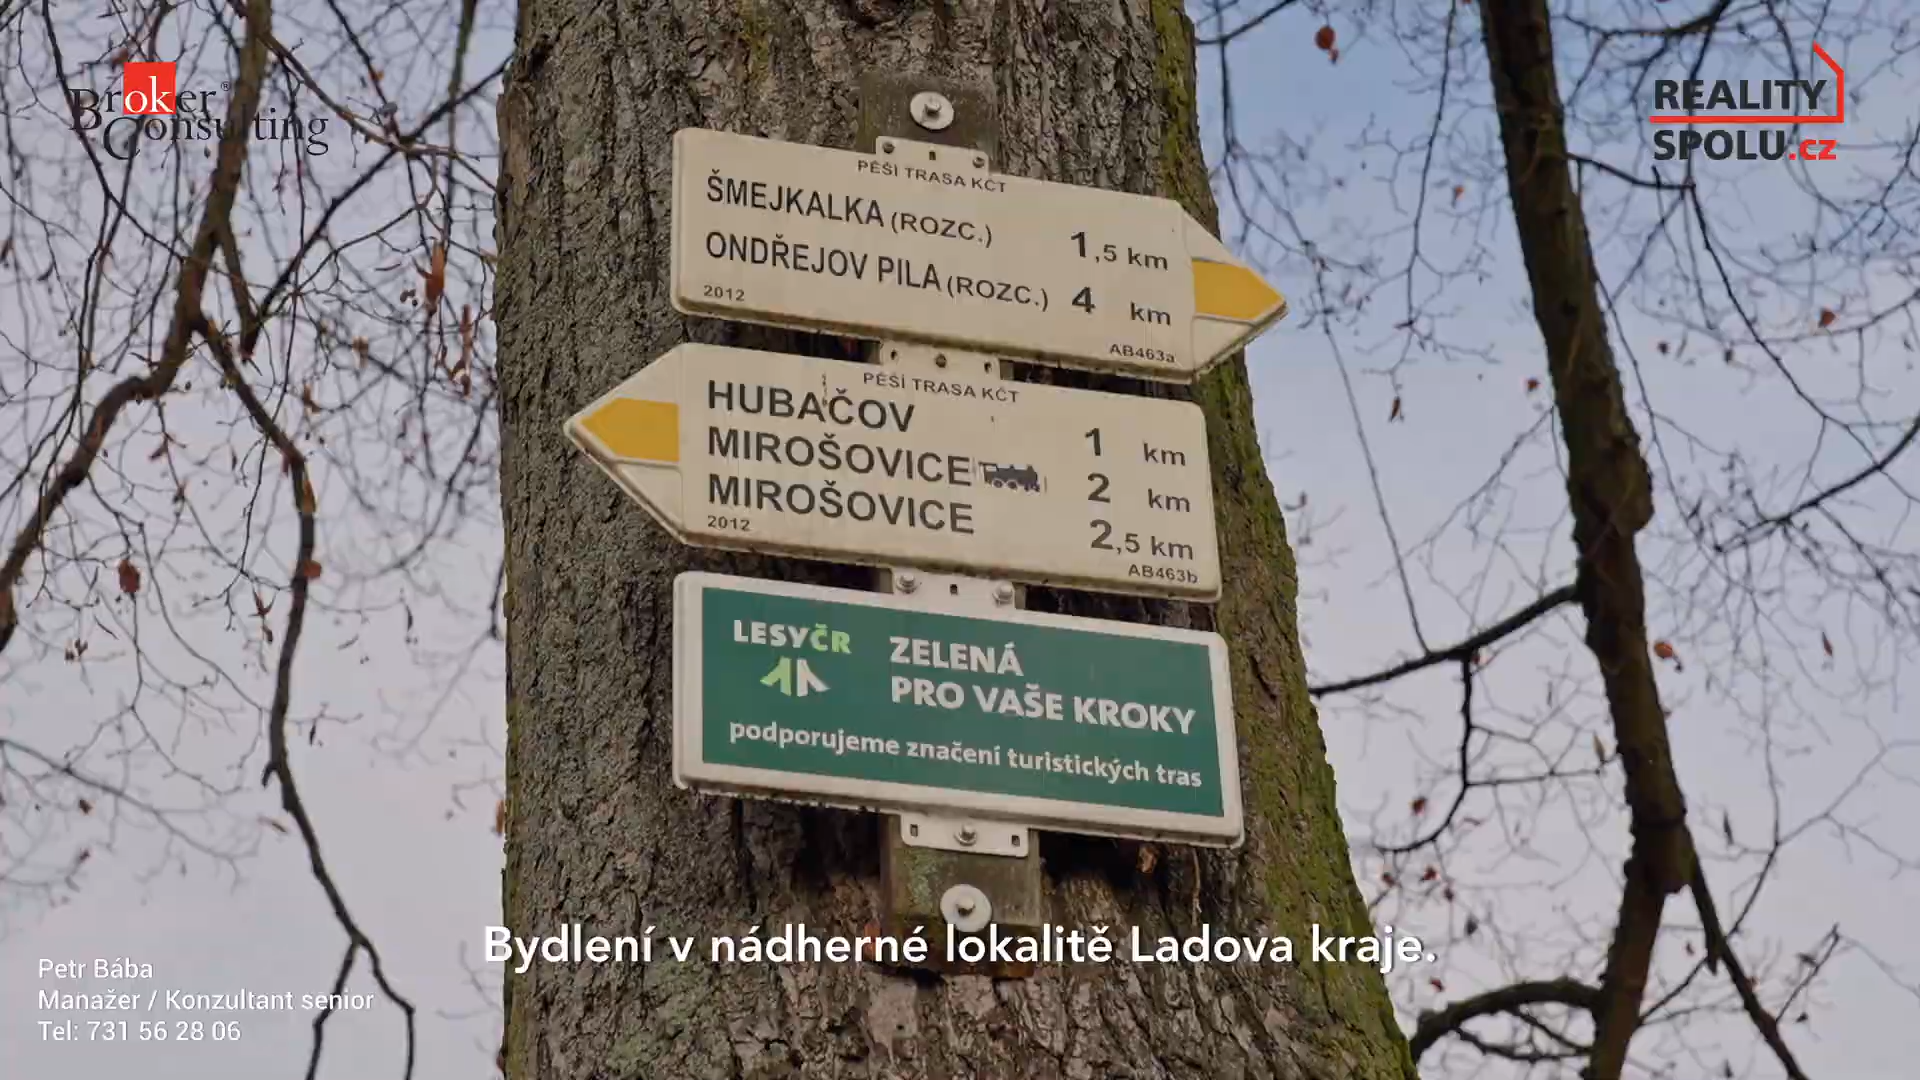 Broker®
Consulting
REALITY
SPOLU.cz
PĚŠÍ TRASA KČT
ŠMEJKALKA (ROZC.) 1,5 km
ONDŘEJOV PILA (ROZC.) 4 km
2012
AB463a
PĚŠÍ TRASA KČT
HUBAČOV 1 km
MIROŠOVICE 2 km
MIROŠOVICE 2,5 km
2012
AB463b
LESY ČR
ZELENÁ
PRO VAŠE KROKY
podporujeme značení turistických tras
Bydlení v nádherné lokalitě Ladova kraje.
Petr Bába
Manažer / Konzultant senior
Tel: 731 56 28 06